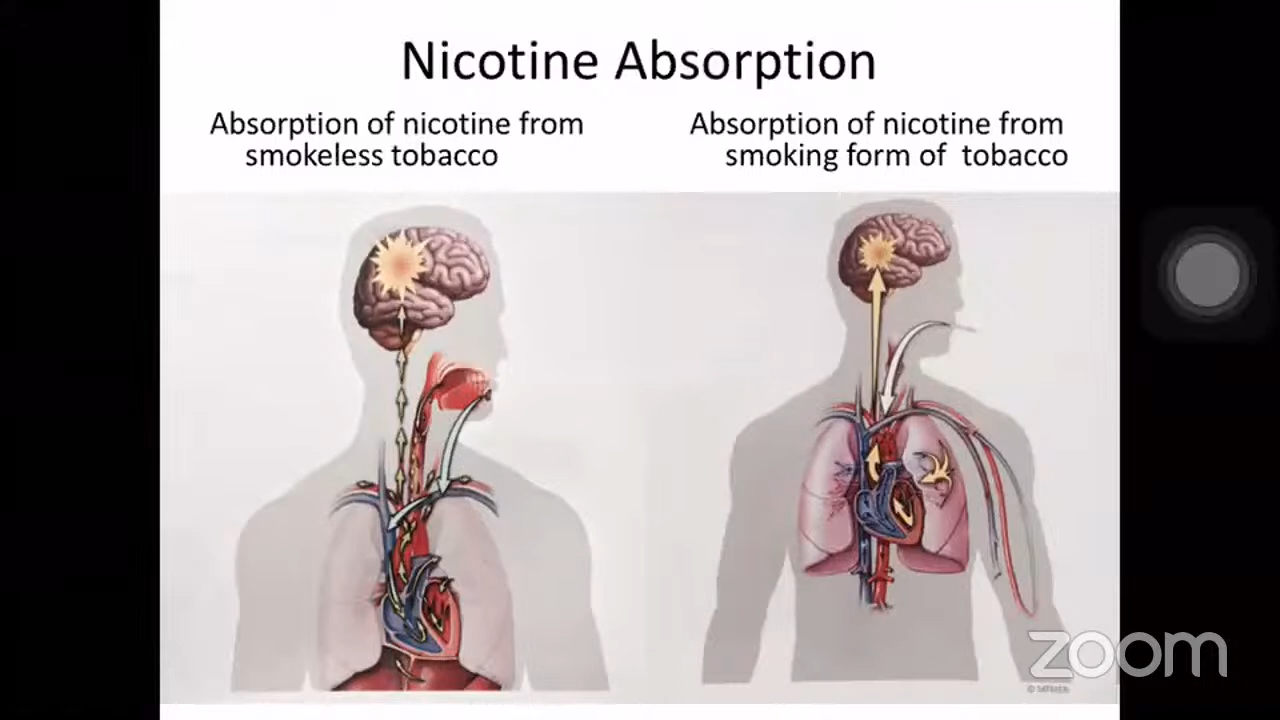 Nicotine Absorption
Absorption of nicotine from
smokeless tobacco
Absorption of nicotine from
smoking form of tobacco
zoom